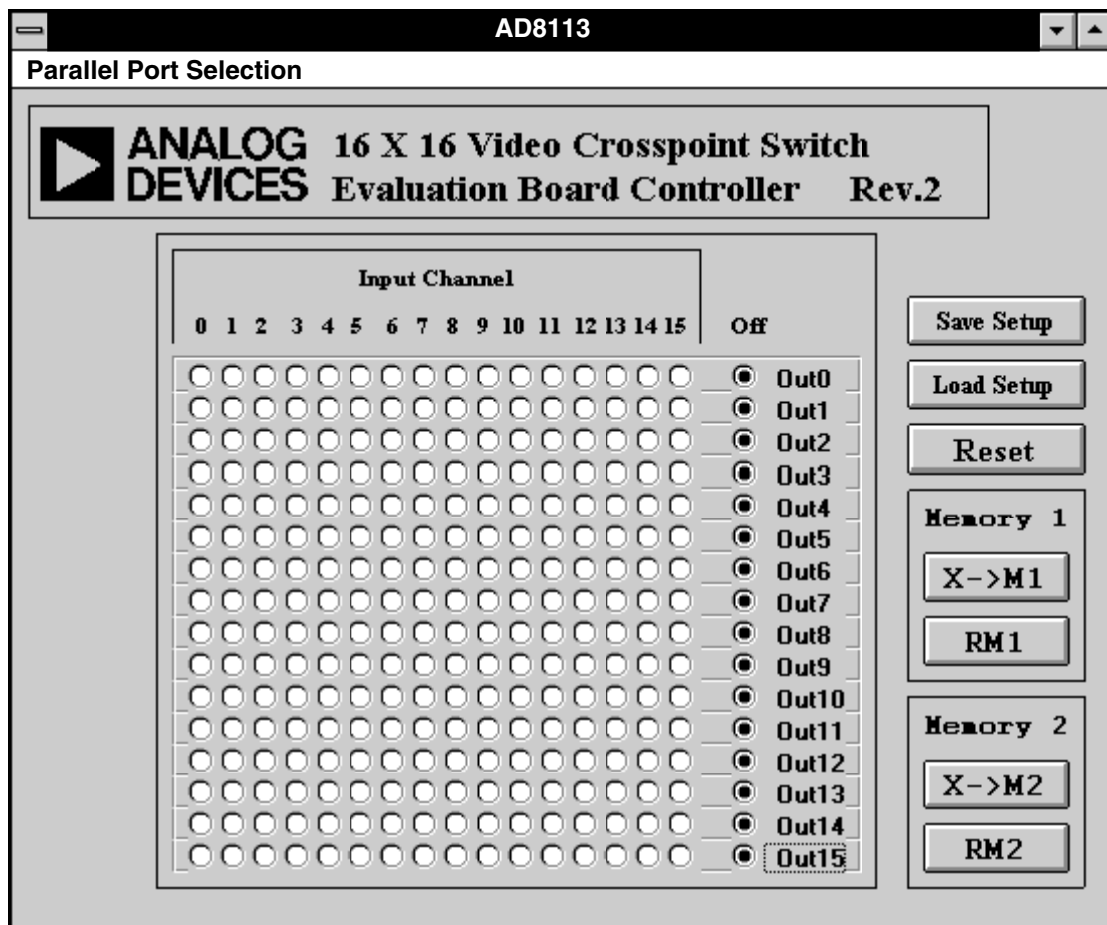 AD8113
Parallel Port Selection
ANALOG
DEVICES
16 X 16 Video Crosspoint Switch
Evaluation Board Controller Rev.2
Input Channel
0 1 2 3 4 5 6 7 8 9 10 11 12 13 14 15 Off
Out0
Out1
Out2
Out3
Out4
Out5
Out6
Out7
Out8
Out9
Out10
Out11
Out12
Out13
Out14
Out15
Save Setup
Load Setup
Reset
Memory 1
X->M1
RM1
Memory 2
X->M2
RM2